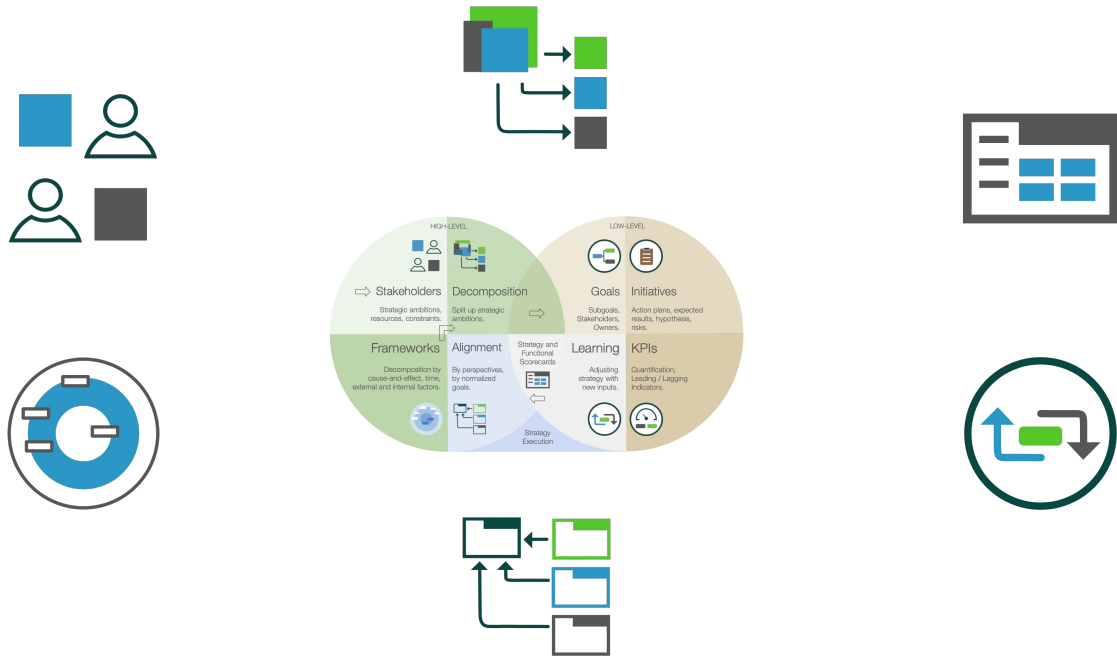 HIGH-LEVEL
LOW-LEVEL
Stakeholders
Strategic ambitions,
resources, constraints.
Decomposition
Split up strategic
ambitions.
Goals
Subgoals,
Stakeholders,
Owners.
Initiatives
Action plans, expected
results, hypothesis,
risks.
Frameworks
Decomposition by
cause-and-effect, time,
external and internal factors.
Alignment
By perspectives,
by normalized
goals.
Strategy and
Functional
Scorecards
Learning
Adjusting
strategy with
new inputs.
KPIs
Quantification,
Leading / Lagging
Indicators.
Strategy
Execution